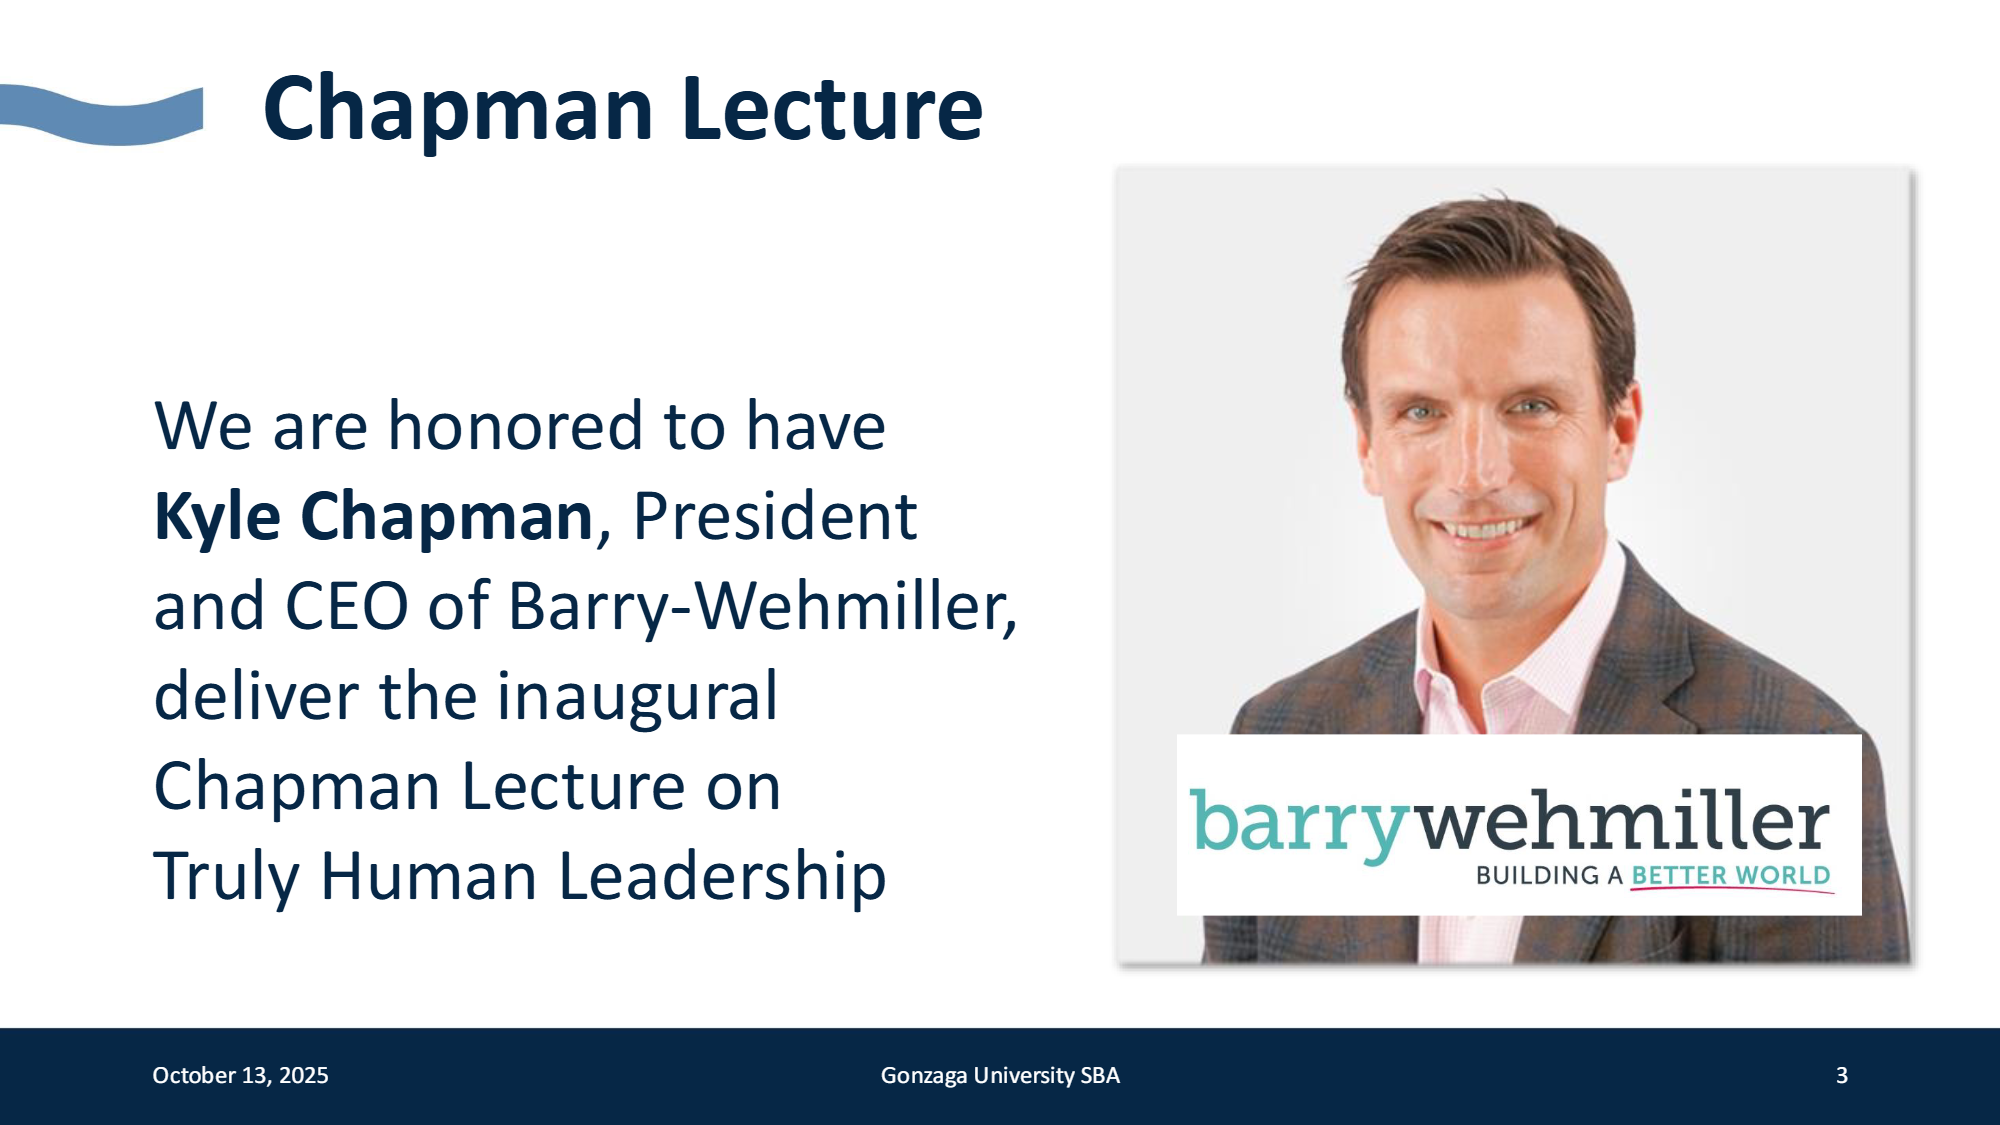 Chapman Lecture
We are honored to have
Kyle Chapman, President
and CEO of Barry-Wehmiller,
deliver the inaugural
Chapman Lecture on
Truly Human Leadership
barrywehmiller
BUILDING A BETTER WORLD
October 13, 2025
Gonzaga University SBA
3